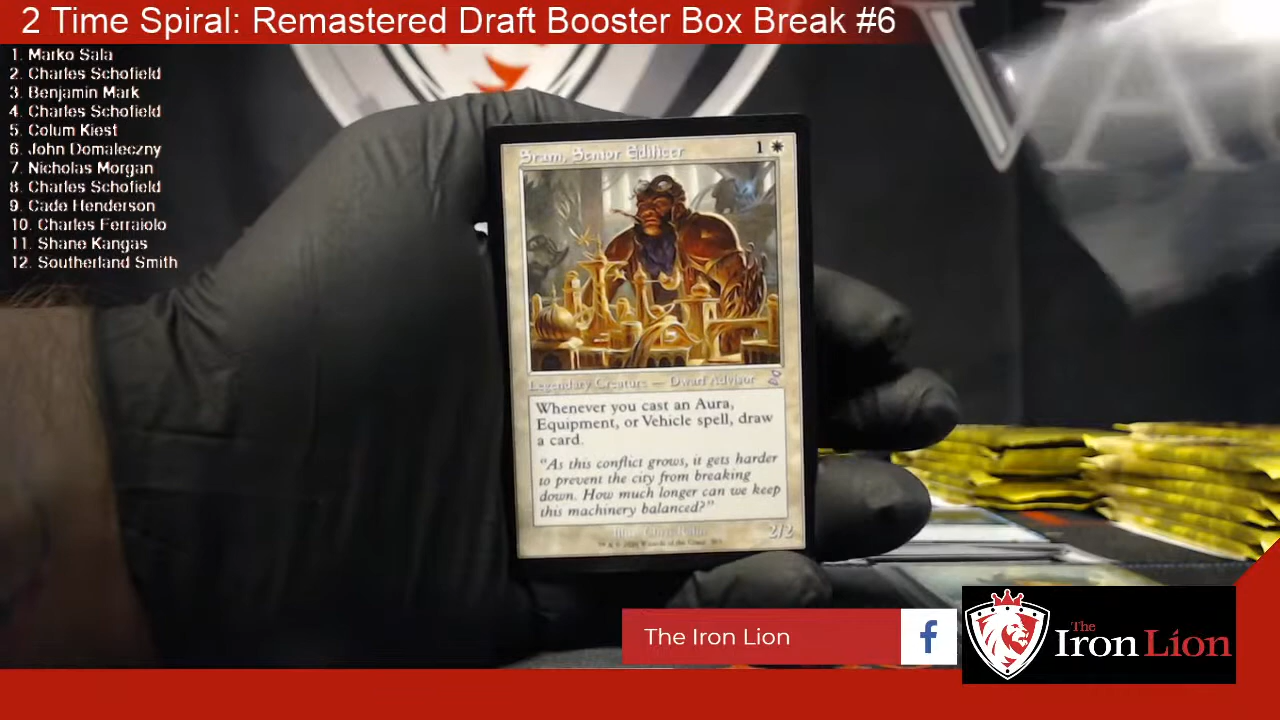 2 Time Spiral: Remastered Draft Booster Box Break #6
1. Marko Sala
2. Charles Schofield
3. Benjamin Mark
4. Charles Schofield
5. Colum Kiest
6. John Domaleczny
7. Nicholas Morgan
8. Charles Schofield
9. Cade Henderson
10. Charles Ferraiolo
11. Shane Kangas
12. Southerland Smith
VA
Sram, Senior Edificer 1
Legendary Creature — Dwarf Advisor
Whenever you cast an Aura,
Equipment, or Vehicle spell, draw
a card.
"As this conflict grows, it gets harder
to prevent the city from breaking
down. How much longer can we keep
this machinery balanced?"
2/2
The Iron Lion
f
The
Iron Lion